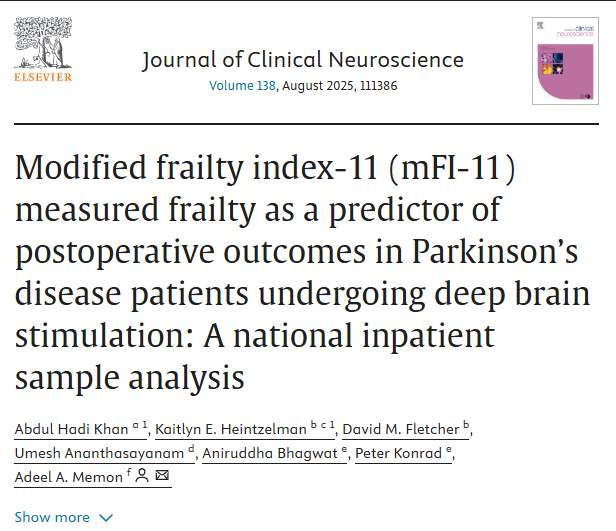 ELSEVIER
Journal of Clinical Neuroscience
Volume 138, August 2025, 111386
Modified frailty index-11 (mFI-11)
measured frailty as a predictor of
postoperative outcomes in Parkinson’s
disease patients undergoing deep brain
stimulation: A national inpatient
sample analysis
Abdul Hadi Khan a 1, Kaitlyn E. Heintzelman b c 1, David M. Fletcher b,
Umesh Ananthasayanam d, Aniruddha Bhagwat e, Peter Konrad e,
Adeel A. Memon f
Show more